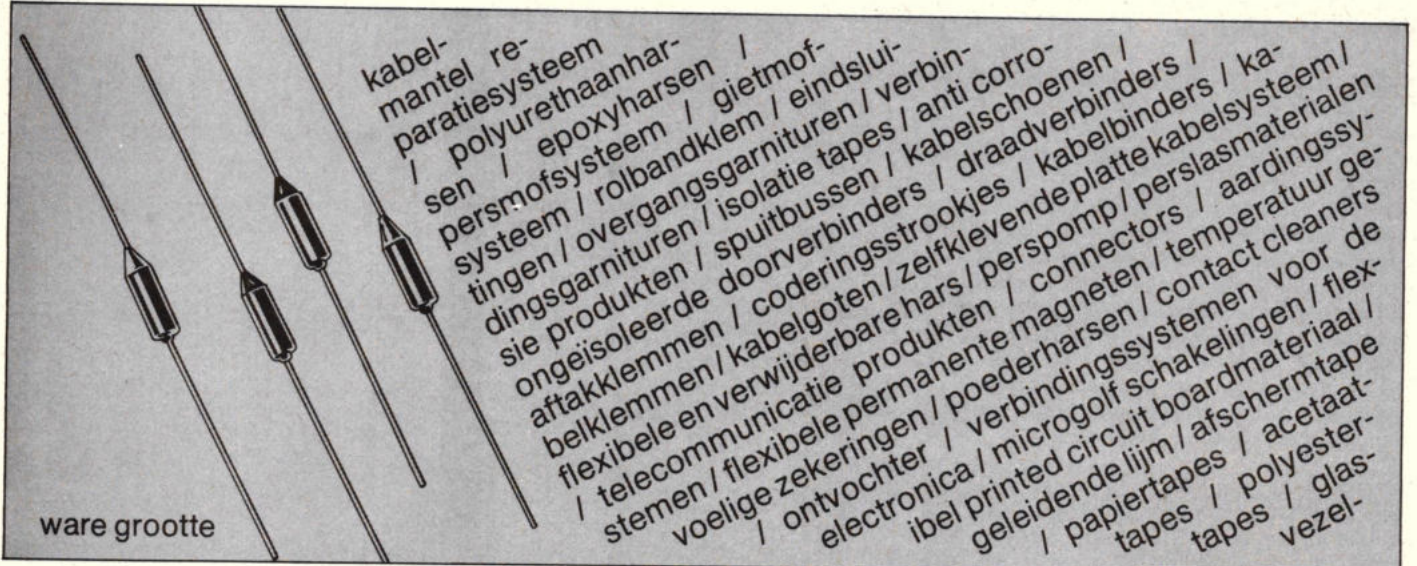 kabel-
mantel re-
paratiesysteem
/ polyurethaanhar-
sen / epoxyharsen /
persmofsysteem / gietmof-
systeem / rolbandklem / eindslui-
tingen / overgangsgarnituren / verbin-
dingsgarnituren / isolatie tapes / anti corro-
sie produkten / spuitbussen / kabelschoenen /
ongeisoleerde doorverbinders / draadverbinders /
aftakklemmen / coderingsstrookjes / kabelbinders / ka-
belklemmen / kabelgoten / zelfklevende platte kabelsysteem /
flexibele en verwijderbare hars / perspomp / perslasmaterialen
/ telecommunicatie produkten / connectors / aardingssy-
stemen / flexibele permanente magneten / temperatuur ge-
voelige zekeringen / poederharsen / contact cleaners
/ ontvochter / verbindingssystemen voor de
electronica / microgolf schakelingen / flex-
ibel printed circuit boardmateriaal /
geleidende lijm / afschermtape
/ papiertapes / acetaat-
tapes / polyester-
tapes / glas-
vezel-
ware grootte